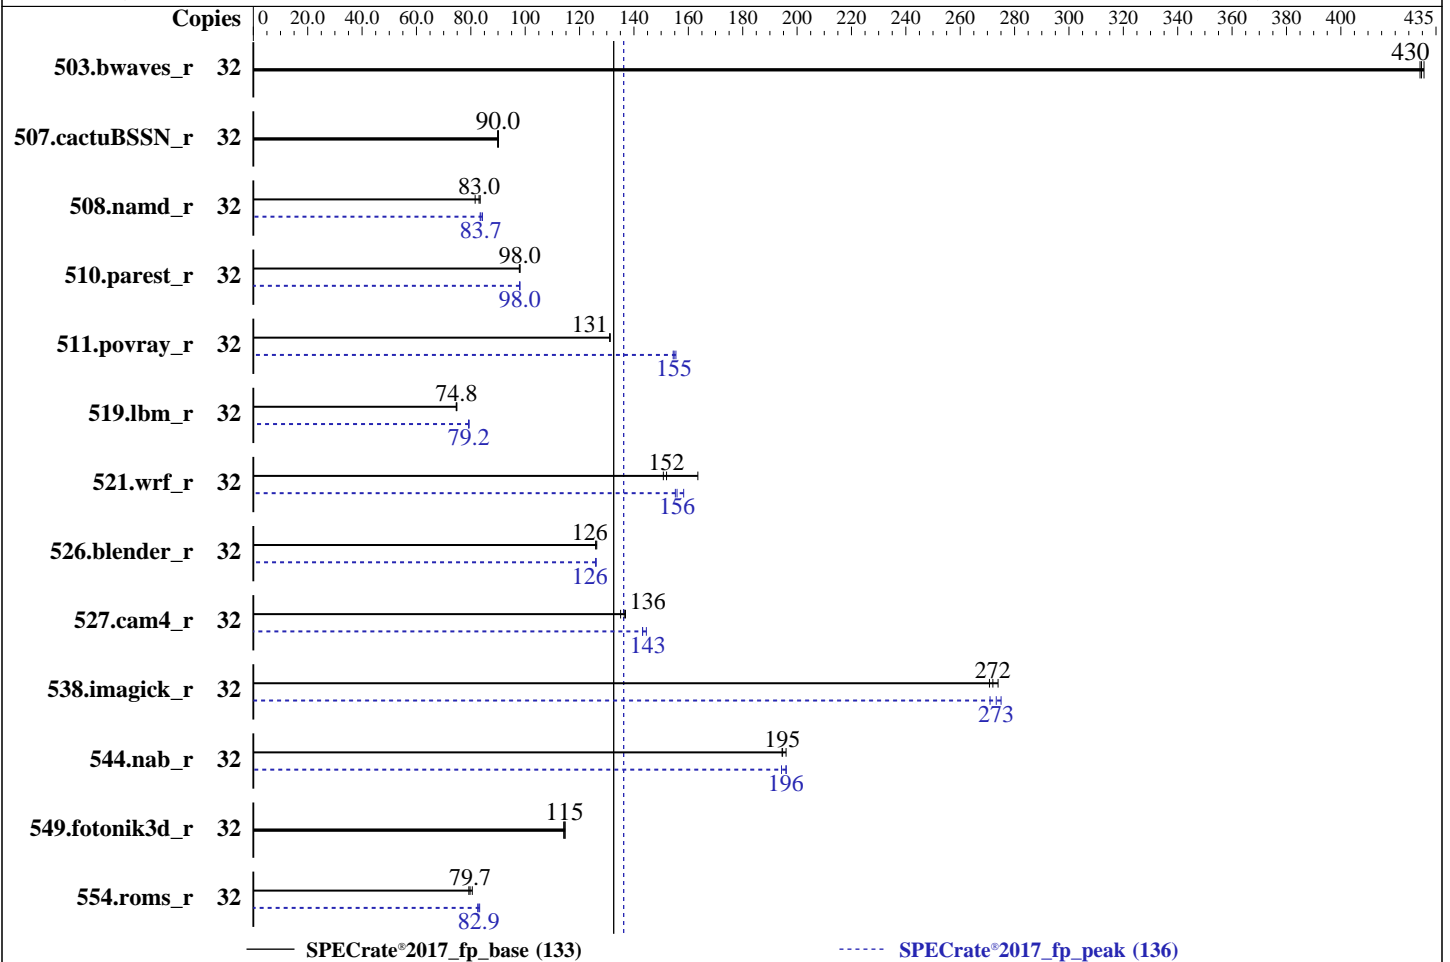 Copies 0 20.0 40.0 60.0 80.0 100 120 140 160 180 200 220 240 260 280 300 320 340 360 380 400 435
503.bwaves_r 32 430
507.cactuBSSN_r 32 90.0
508.namd_r 32 83.0
83.7
510.parest_r 32 98.0
98.0
511.povray_r 32 131
155
519.lbm_r 32 74.8
79.2
521.wrf_r 32 152
156
526.blender_r 32 126
126
527.cam4_r 32 136
143
538.imagick_r 32 272
273
544.nab_r 32 195
196
549.fotonik3d_r 32 115
554.roms_r 32 79.7
82.9
SPECrate®2017_fp_base (133) SPECrate®2017_fp_peak (136)